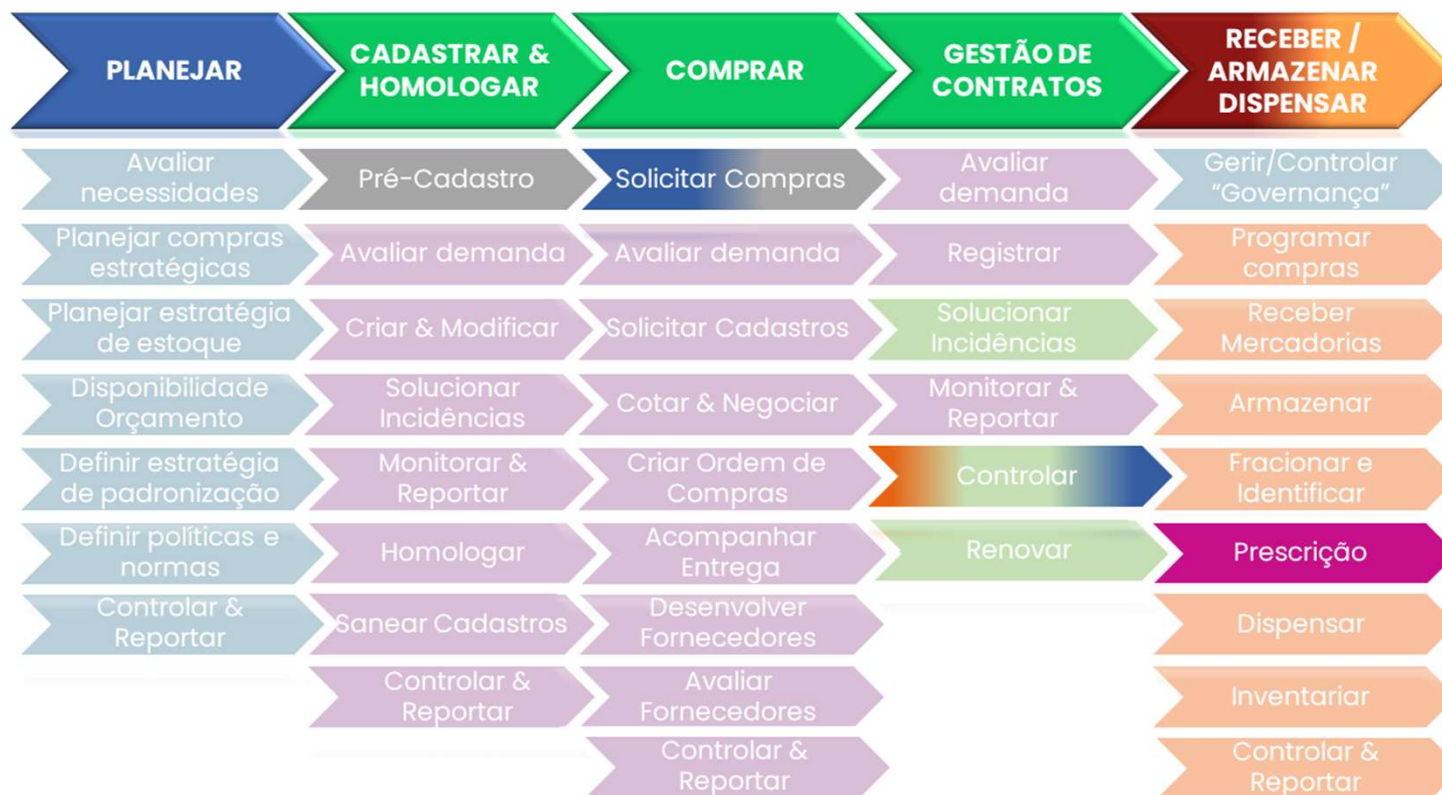 PLANEJAR
CADASTRAR &
HOMOLOGAR
COMPRAR
GESTÃO DE
CONTRATOS
RECEBER /
ARMAZENAR
DISPENSAR
Avaliar
necessidades
Planejar compras
estratégicas
Planejar estratégia
de estoque
Disponibilidade
Orçamento
Definir estratégia
de padronização
Definir políticas e
normas
Controlar &
Reportar
Pré-Cadastro
Avaliar demanda
Criar & Modificar
Solucionar
Incidências
Monitorar &
Reportar
Homologar
Sanear Cadastros
Controlar &
Reportar
Solicitar Compras
Avaliar demanda
Solicitar Cadastros
Cotar & Negociar
Criar Ordem de
Compras
Acompanhar
Entrega
Desenvolver
Fornecedores
Avaliar
Fornecedores
Controlar &
Reportar
Avaliar
demanda
Registrar
Solucionar
Incidências
Monitorar &
Reportar
Controlar
Renovar
Gerir/Controlar
“Governança”
Programar
compras
Receber
Mercadorias
Armazenar
Fracionar e
Identificar
Prescrição
Dispensar
Inventariar
Controlar &
Reportar